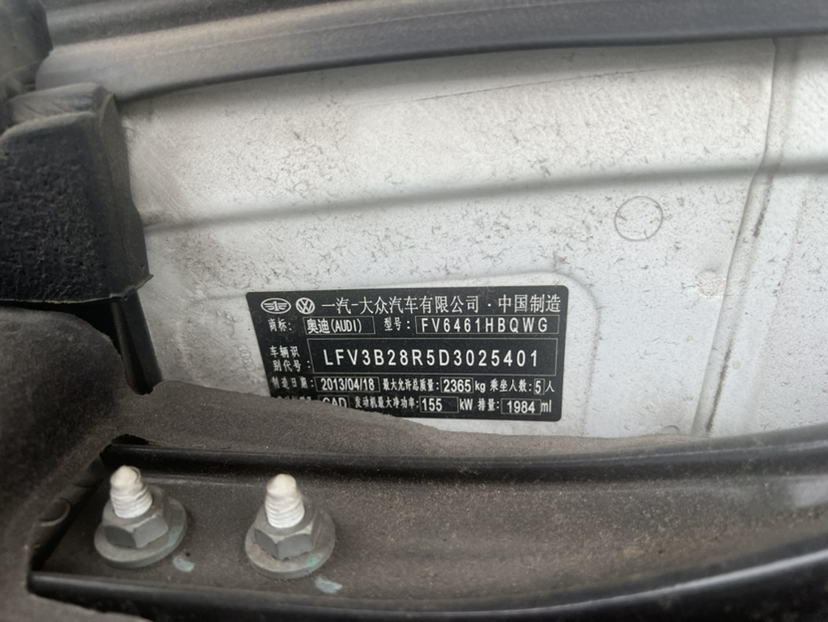 一汽-大众汽车有限公司·中国制造
商标: 奥迪(AUDI) 型号: FV6461HBQWG
车辆识别代号: LFV3B28R5D3025401
制造日期: 2013/04/18 最大允许总质量: 2365 kg 乘坐人数: 5 人
CAD 发动机最大净功率: 155 kW 排量: 1984 ml